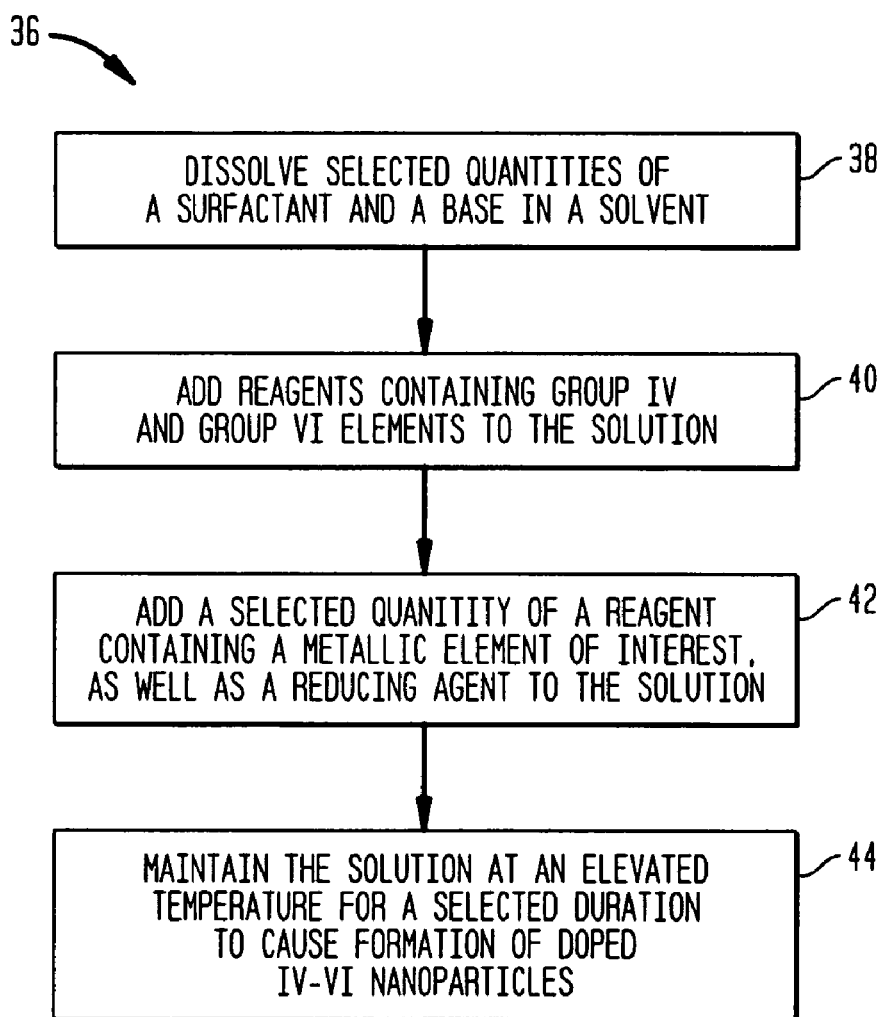 36
DISSOLVE SELECTED QUANTITIES OF
A SURFACTANT AND A BASE IN A SOLVENT
38
ADD REAGENTS CONTAINING GROUP IV
AND GROUP VI ELEMENTS TO THE SOLUTION
40
ADD A SELECTED QUANITITY OF A REAGENT
CONTAINING A METALLIC ELEMENT OF INTEREST,
AS WELL AS A REDUCING AGENT TO THE SOLUTION
42
MAINTAIN THE SOLUTION AT AN ELEVATED
TEMPERATURE FOR A SELECTED DURATION
TO CAUSE FORMATION OF DOPED
IV-VI NANOPARTICLES
44